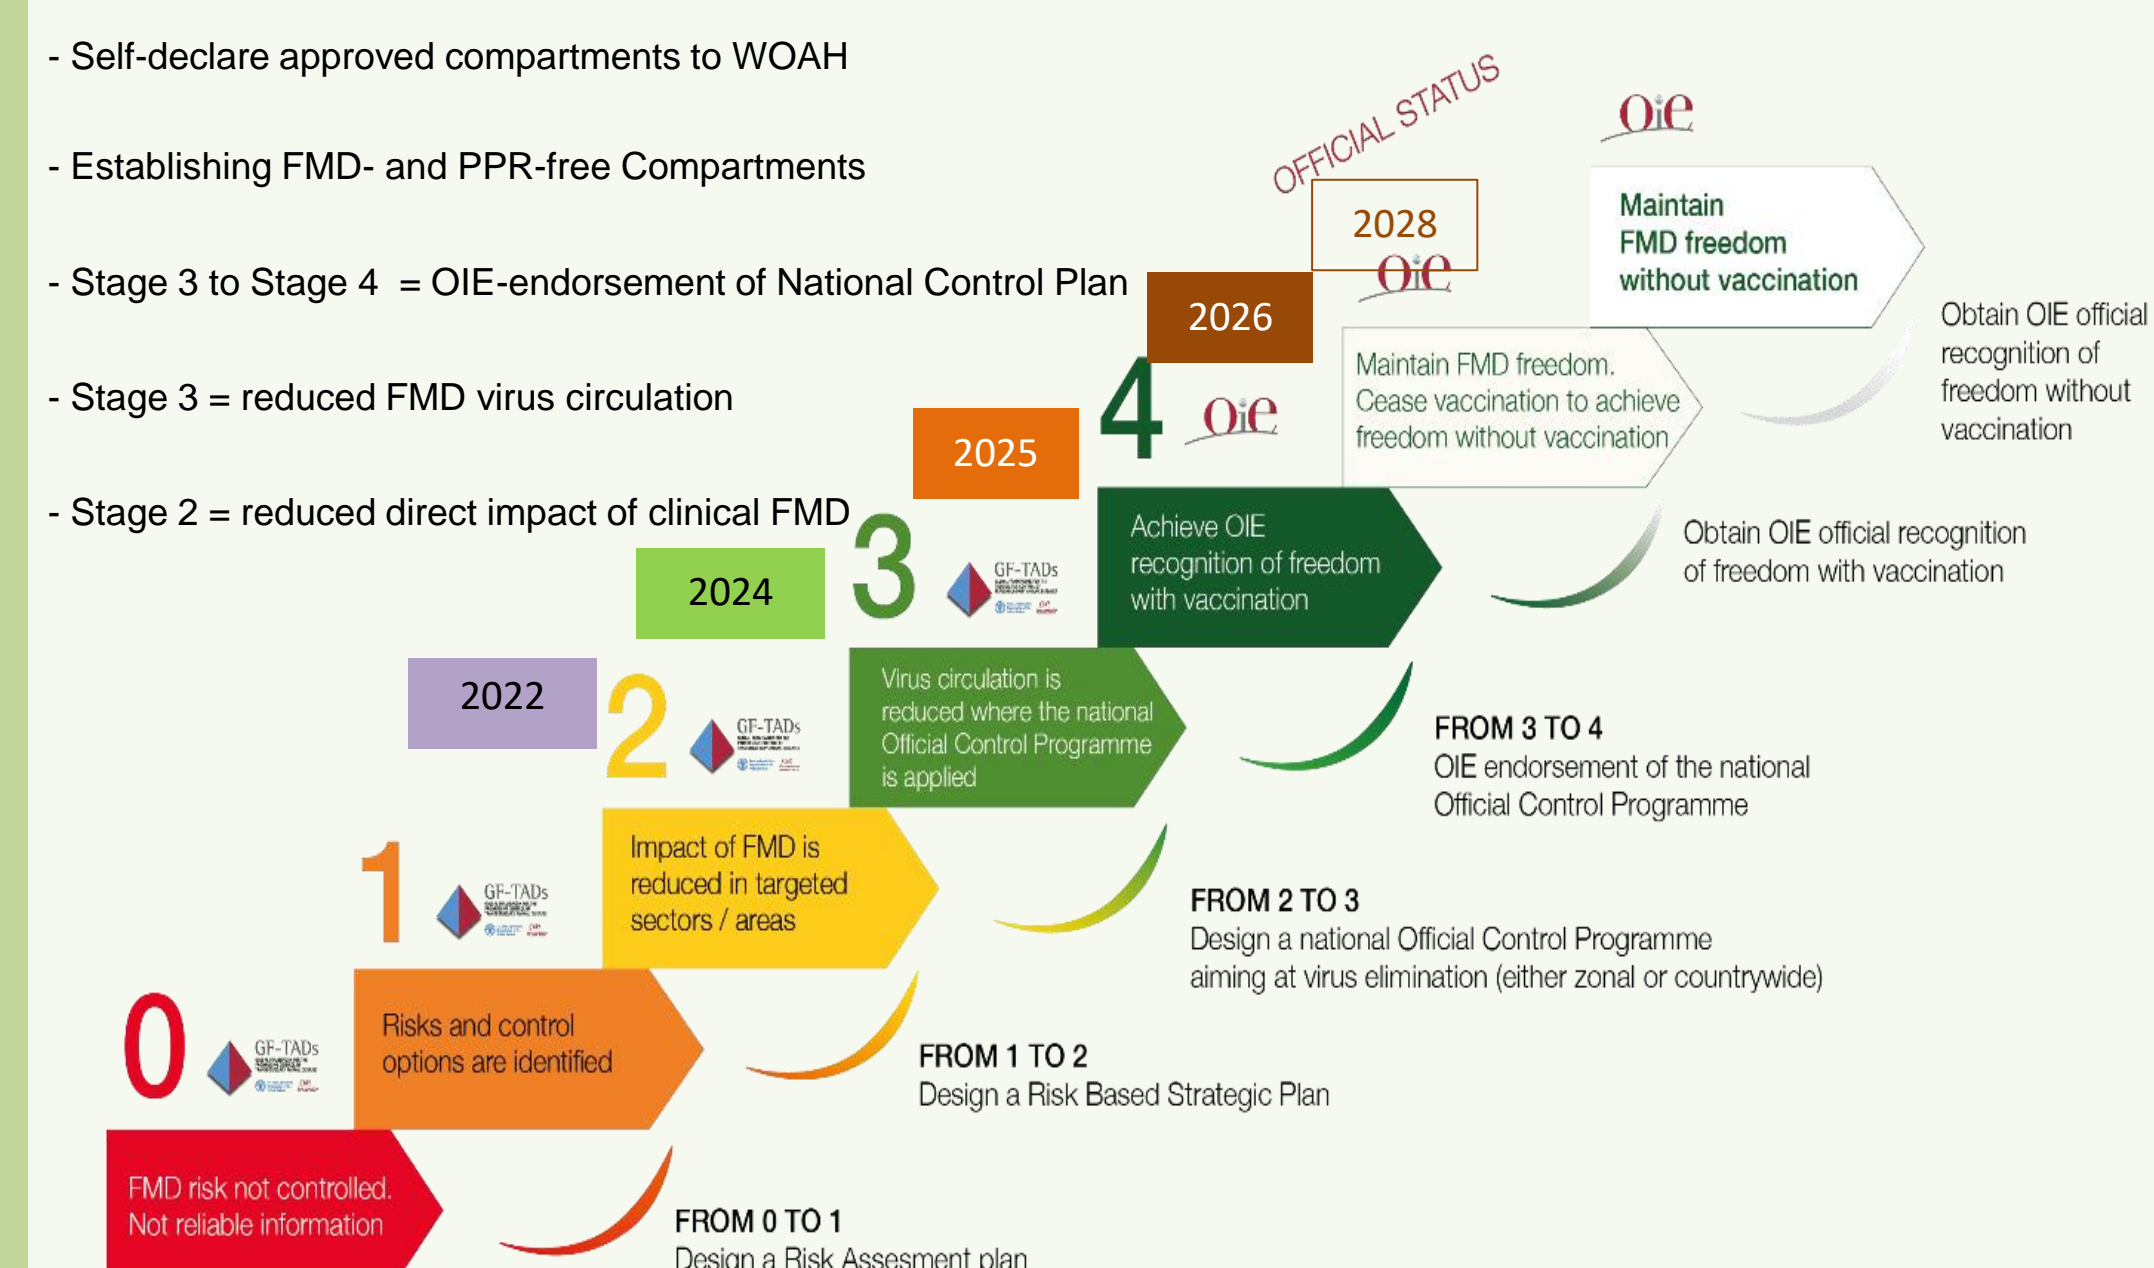 - Self-declare approved compartments to WOAH
- Establishing FMD- and PPR-free Compartments
- Stage 3 to Stage 4 = OIE-endorsement of National Control Plan
- Stage 3 = reduced FMD virus circulation
- Stage 2 = reduced direct impact of clinical FMD
OFFICIAL STATUS
Oie
Maintain
FMD freedom
without vaccination
Obtain OIE official
recognition of
freedom without
vaccination
2028
Oie
Maintain FMD freedom.
Cease vaccination to achieve
freedom without vaccination
Obtain OIE official recognition
of freedom with vaccination
2026
4
Oie
Achieve OIE
recognition of freedom
with vaccination
FROM 3 TO 4
OIE endorsement of the national
Official Control Programme
2025
3
GF-TADs
Virus circulation is
reduced where the national
Official Control Programme
is applied
FROM 2 TO 3
Design a national Official Control Programme
aiming at virus elimination (either zonal or countrywide)
2024
2
GF-TADs
Impact of FMD is
reduced in targeted
sectors / areas
FROM 1 TO 2
Design a Risk Based Strategic Plan
2022
1
GF-TADs
Risks and control
options are identified
FROM 0 TO 1
Design a Risk Assesment plan
0
GF-TADs
FMD risk not controlled.
Not reliable information